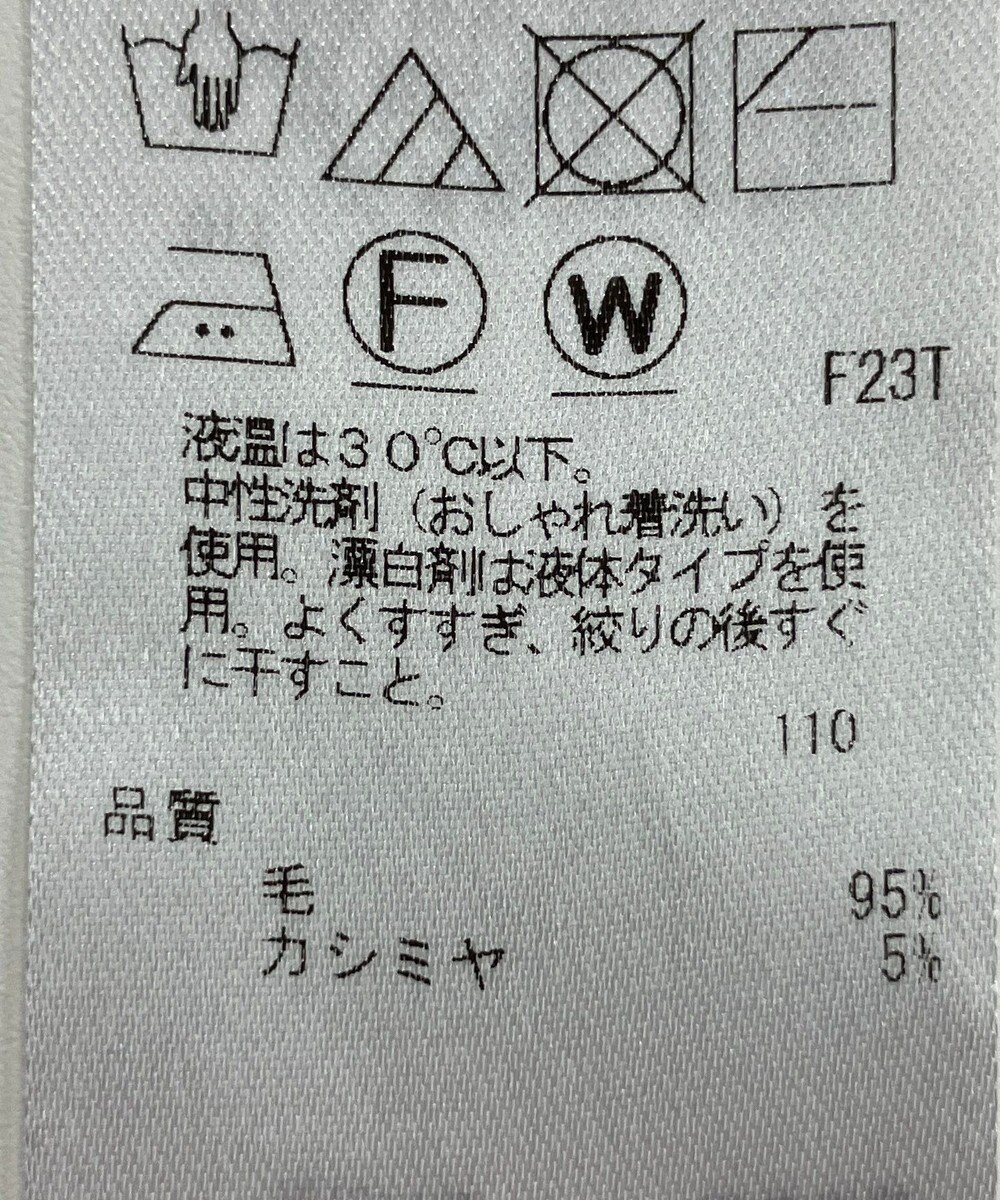 F
W
F23T
液温は30℃以下。
中性洗剤(おしゃれ着洗い)を
使用。漂白剤は液体タイプを使
用。よくすすぎ、絞りの後すぐ
に干すこと。
110
品質
毛 95%
カシミヤ 5%